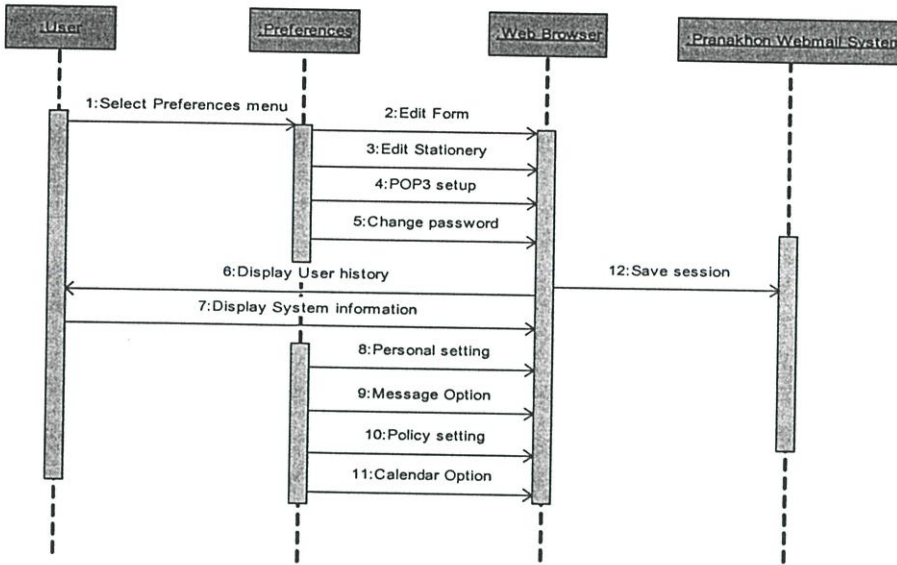 :User
:Preferences
:Web Browser
:Pranakhon Webmail System
1:Select Preferences menu
2:Edit Form
3:Edit Stationery
4:POP3 setup
5:Change password
6:Display User history
12:Save session
7:Display System information
8:Personal setting
9:Message Option
10:Policy setting
11:Calendar Option